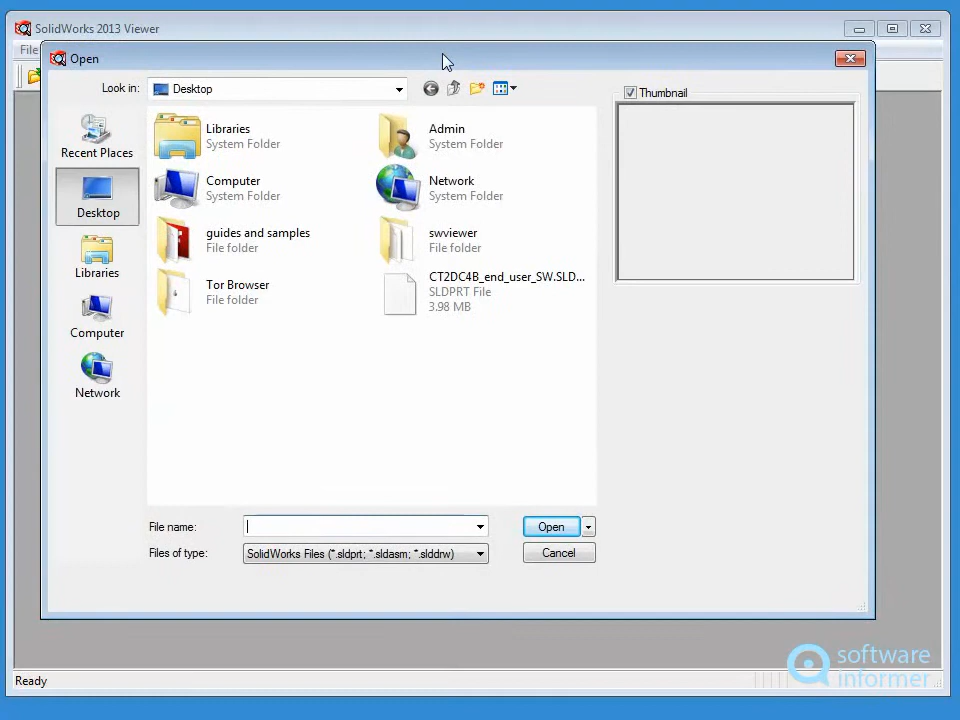 SolidWorks 2013 Viewer
File
Open
Look in:
Desktop
Thumbnail
Recent Places
Desktop
Libraries
Computer
Network
Libraries
System Folder
Admin
System Folder
Computer
System Folder
Network
System Folder
guides and samples
File folder
swviewer
File folder
Tor Browser
File folder
CT2DC4B_end_user_SW.SLD...
SLDPRT File
3.98 MB
File name:
Open
Files of type:
SolidWorks Files (*.sldprt; *.sldasm; *.slddrw)
Cancel
Ready
software
informer